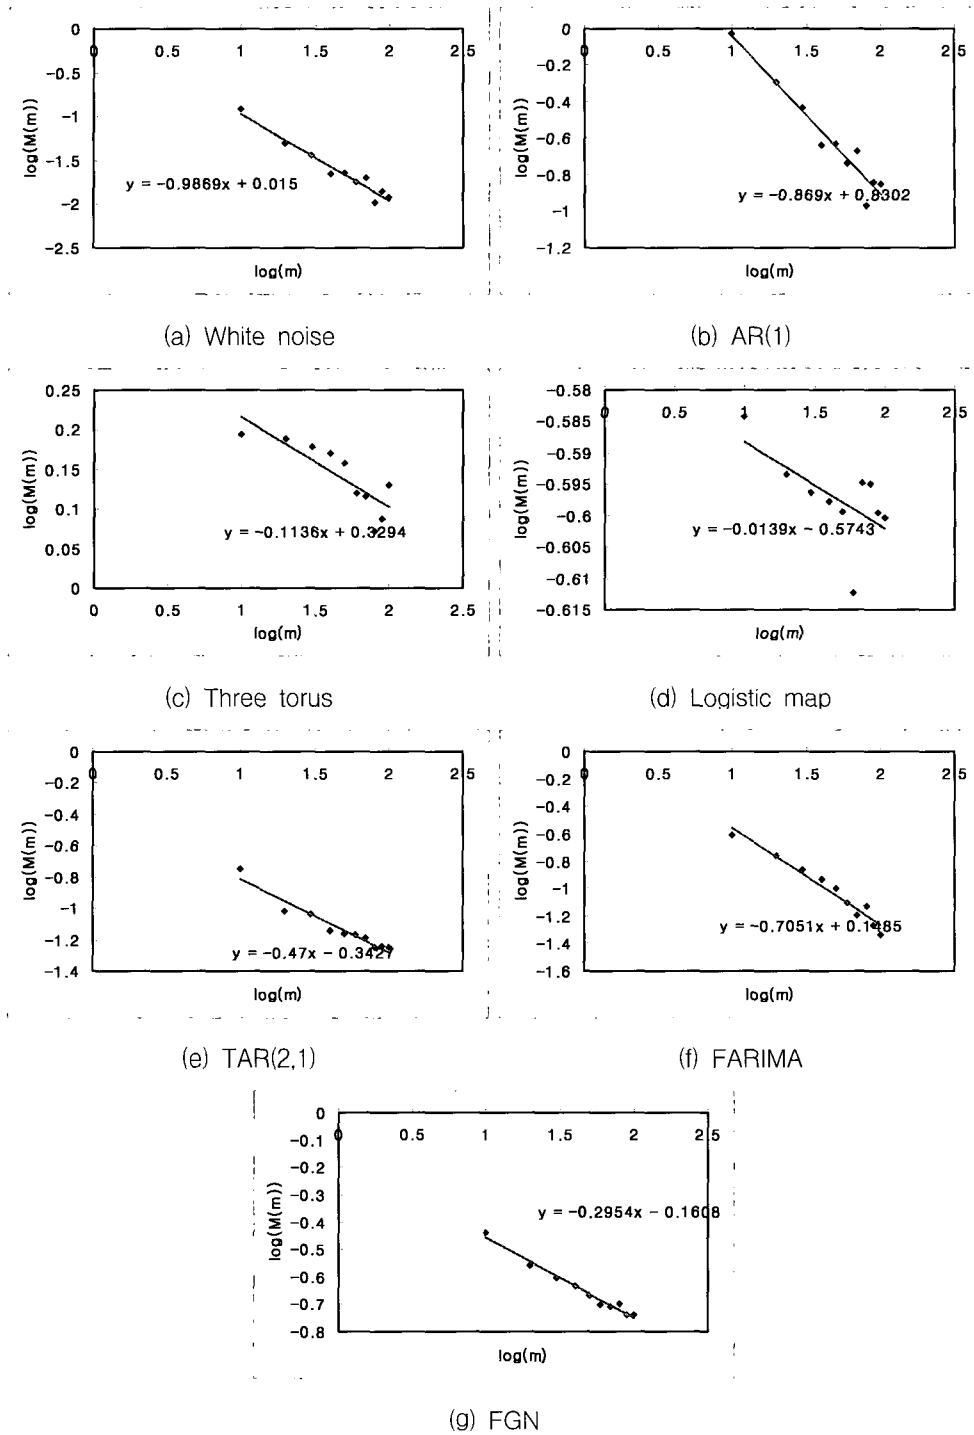 0
0 0.5 1 1.5 2 2.5
-0.5
-1
-1.5
-2
-2.5
log(M(m))
y = -0.9869x + 0.015
log(m)
(a) White noise
0
0 0.5 1 1.5 2 2.5
-0.2
-0.4
-0.6
-0.8
-1
-1.2
log(M(m))
y = -0.869x + 0.8302
log(m)
(b) AR(1)
0.25
0.2
0.15
0.1
0.05
0
log(M(m))
y = -0.1136x + 0.3294
0 0.5 1 1.5 2 2.5
log(m)
(c) Three torus
-0.58
0 0.5 1 1.5 2 2.5
-0.585
-0.59
-0.595
-0.6
-0.605
-0.61
-0.615
log(M(m))
y = -0.0139x - 0.5743
log(m)
(d) Logistic map
0
0 0.5 1 1.5 2 2.5
-0.2
-0.4
-0.6
-0.8
-1
-1.2
-1.4
log(M(m))
y = -0.47x - 0.3427
log(m)
(e) TAR(2,1)
0
0 0.5 1 1.5 2 2.5
-0.2
-0.4
-0.6
-0.8
-1
-1.2
-1.4
-1.6
log(M(m))
y = -0.7051x + 0.1485
log(m)
(f) FARIMA
0
0 0.5 1 1.5 2 2.5
-0.1
-0.2
-0.3
-0.4
-0.5
-0.6
-0.7
-0.8
log(M(m))
y = -0.2954x - 0.1608
log(m)
(g) FGN